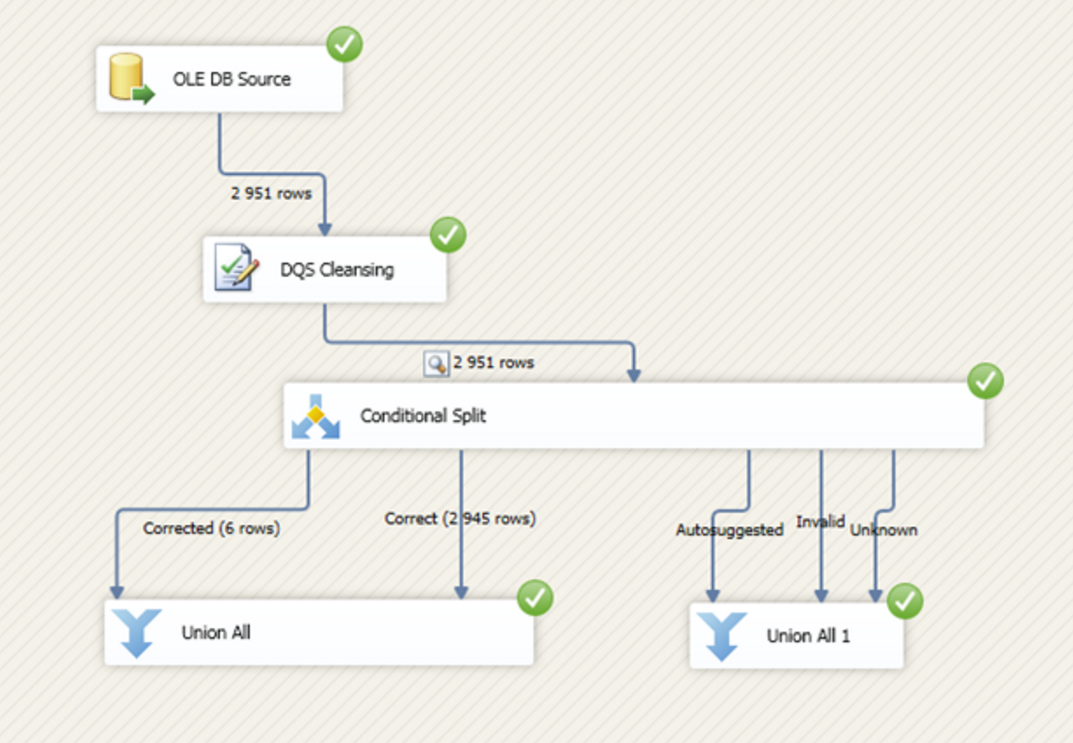 OLE DB Source
2 951 rows
DQS Cleansing
2 951 rows
Conditional Split
Corrected (6 rows)
Correct (2 945 rows)
Autosuggested
Invalid
Unknown
Union All
Union All 1